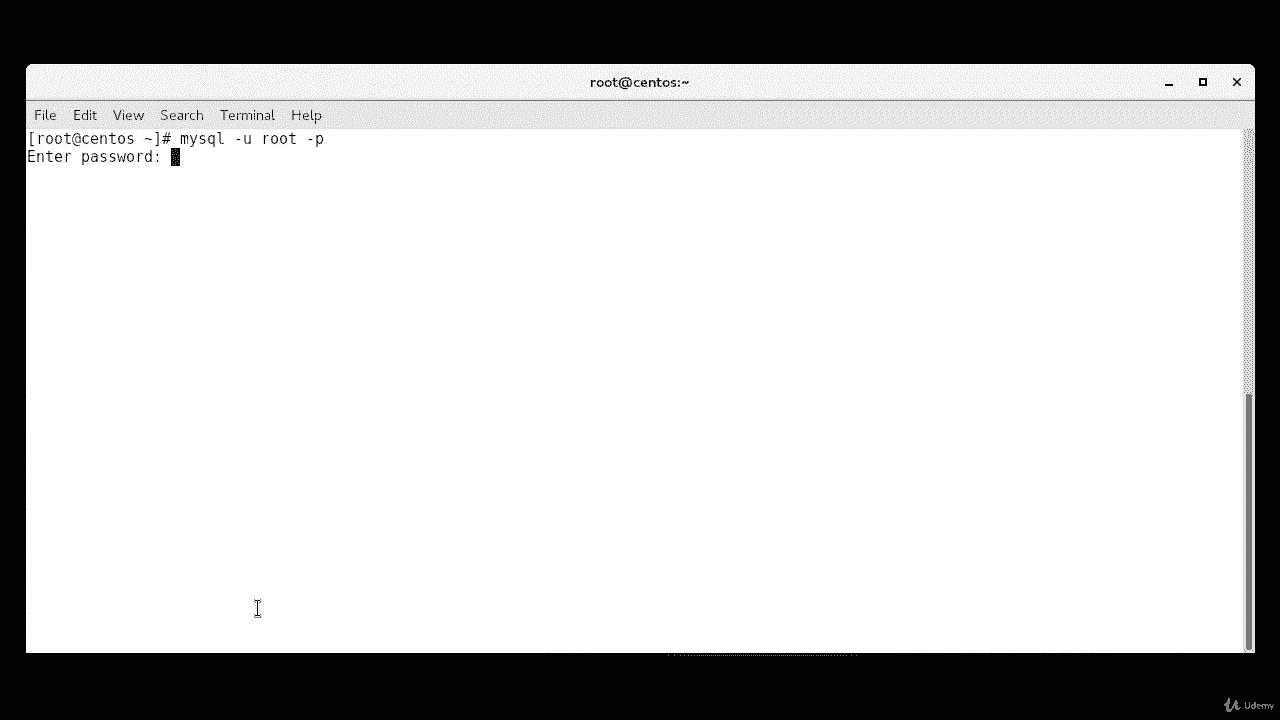 root@centos:~
File Edit View Search Terminal Help
[root@centos ~]# mysql -u root -p
Enter password:
Udemy